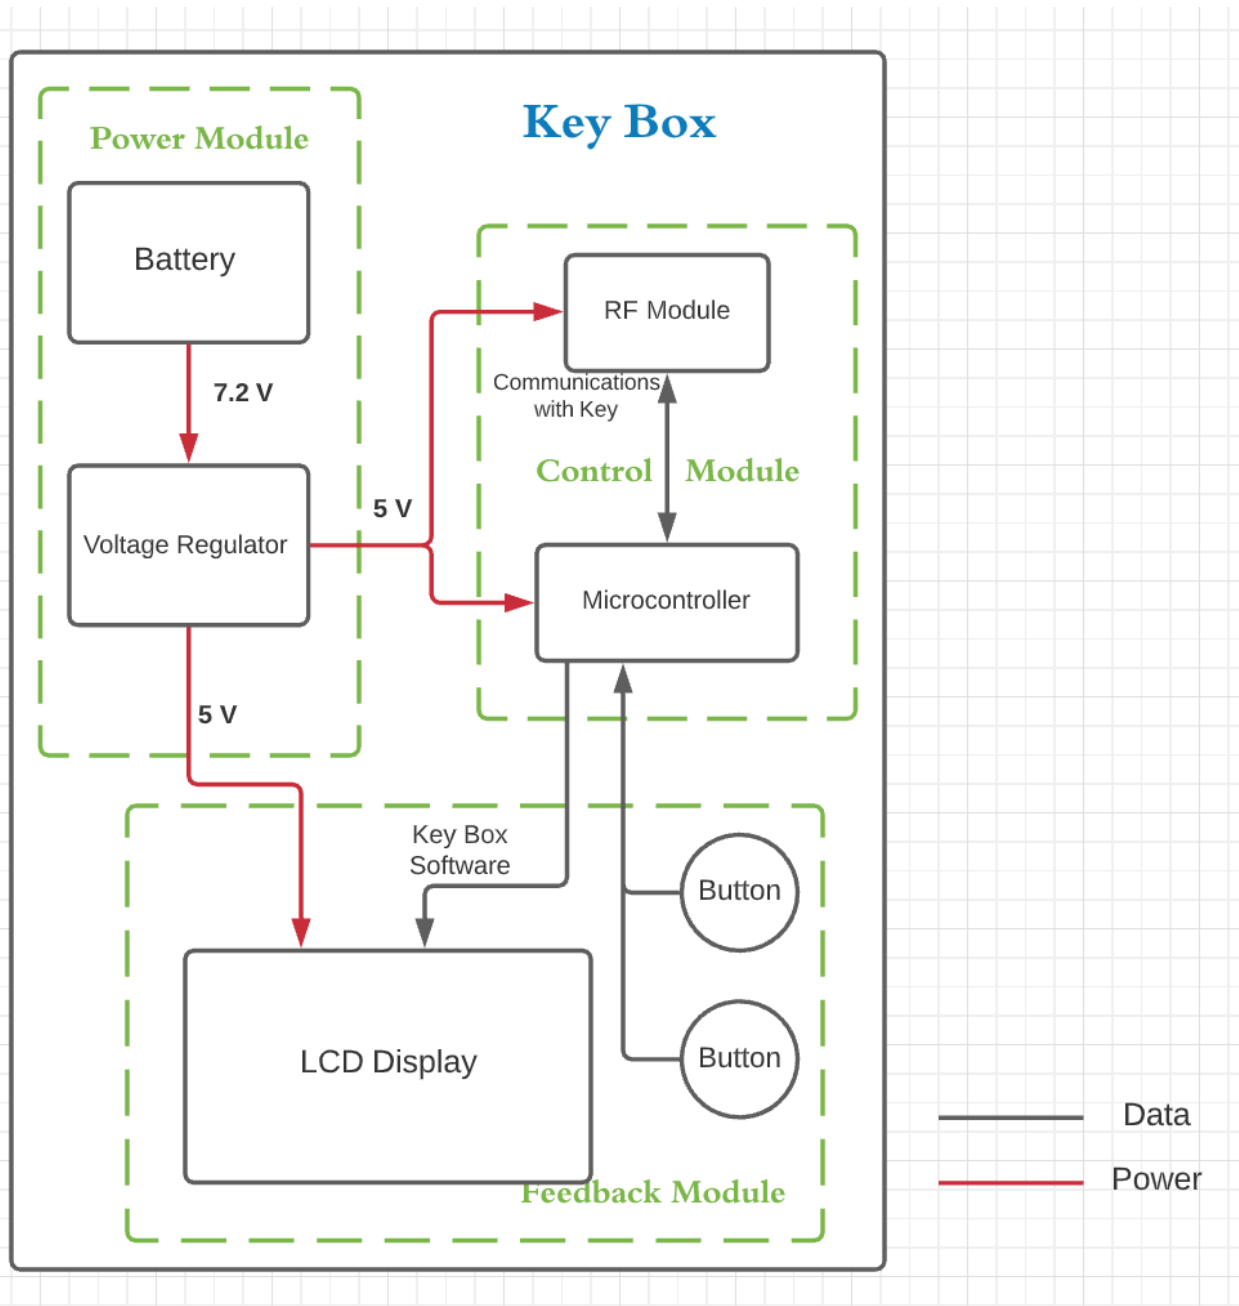 Key Box
Power Module
Battery
7.2 V
Voltage Regulator
5 V
5 V
RF Module
Communications
with Key
Control Module
Microcontroller
Key Box
Software
Button
Button
LCD Display
Feedback Module
Data
Power